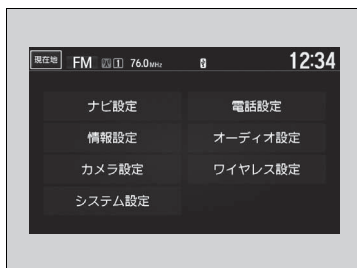 現在地 FM 1 76.0MHz 12:34
ナビ設定 電話設定
情報設定 オーディオ設定
カメラ設定 ワイヤレス設定
システム設定